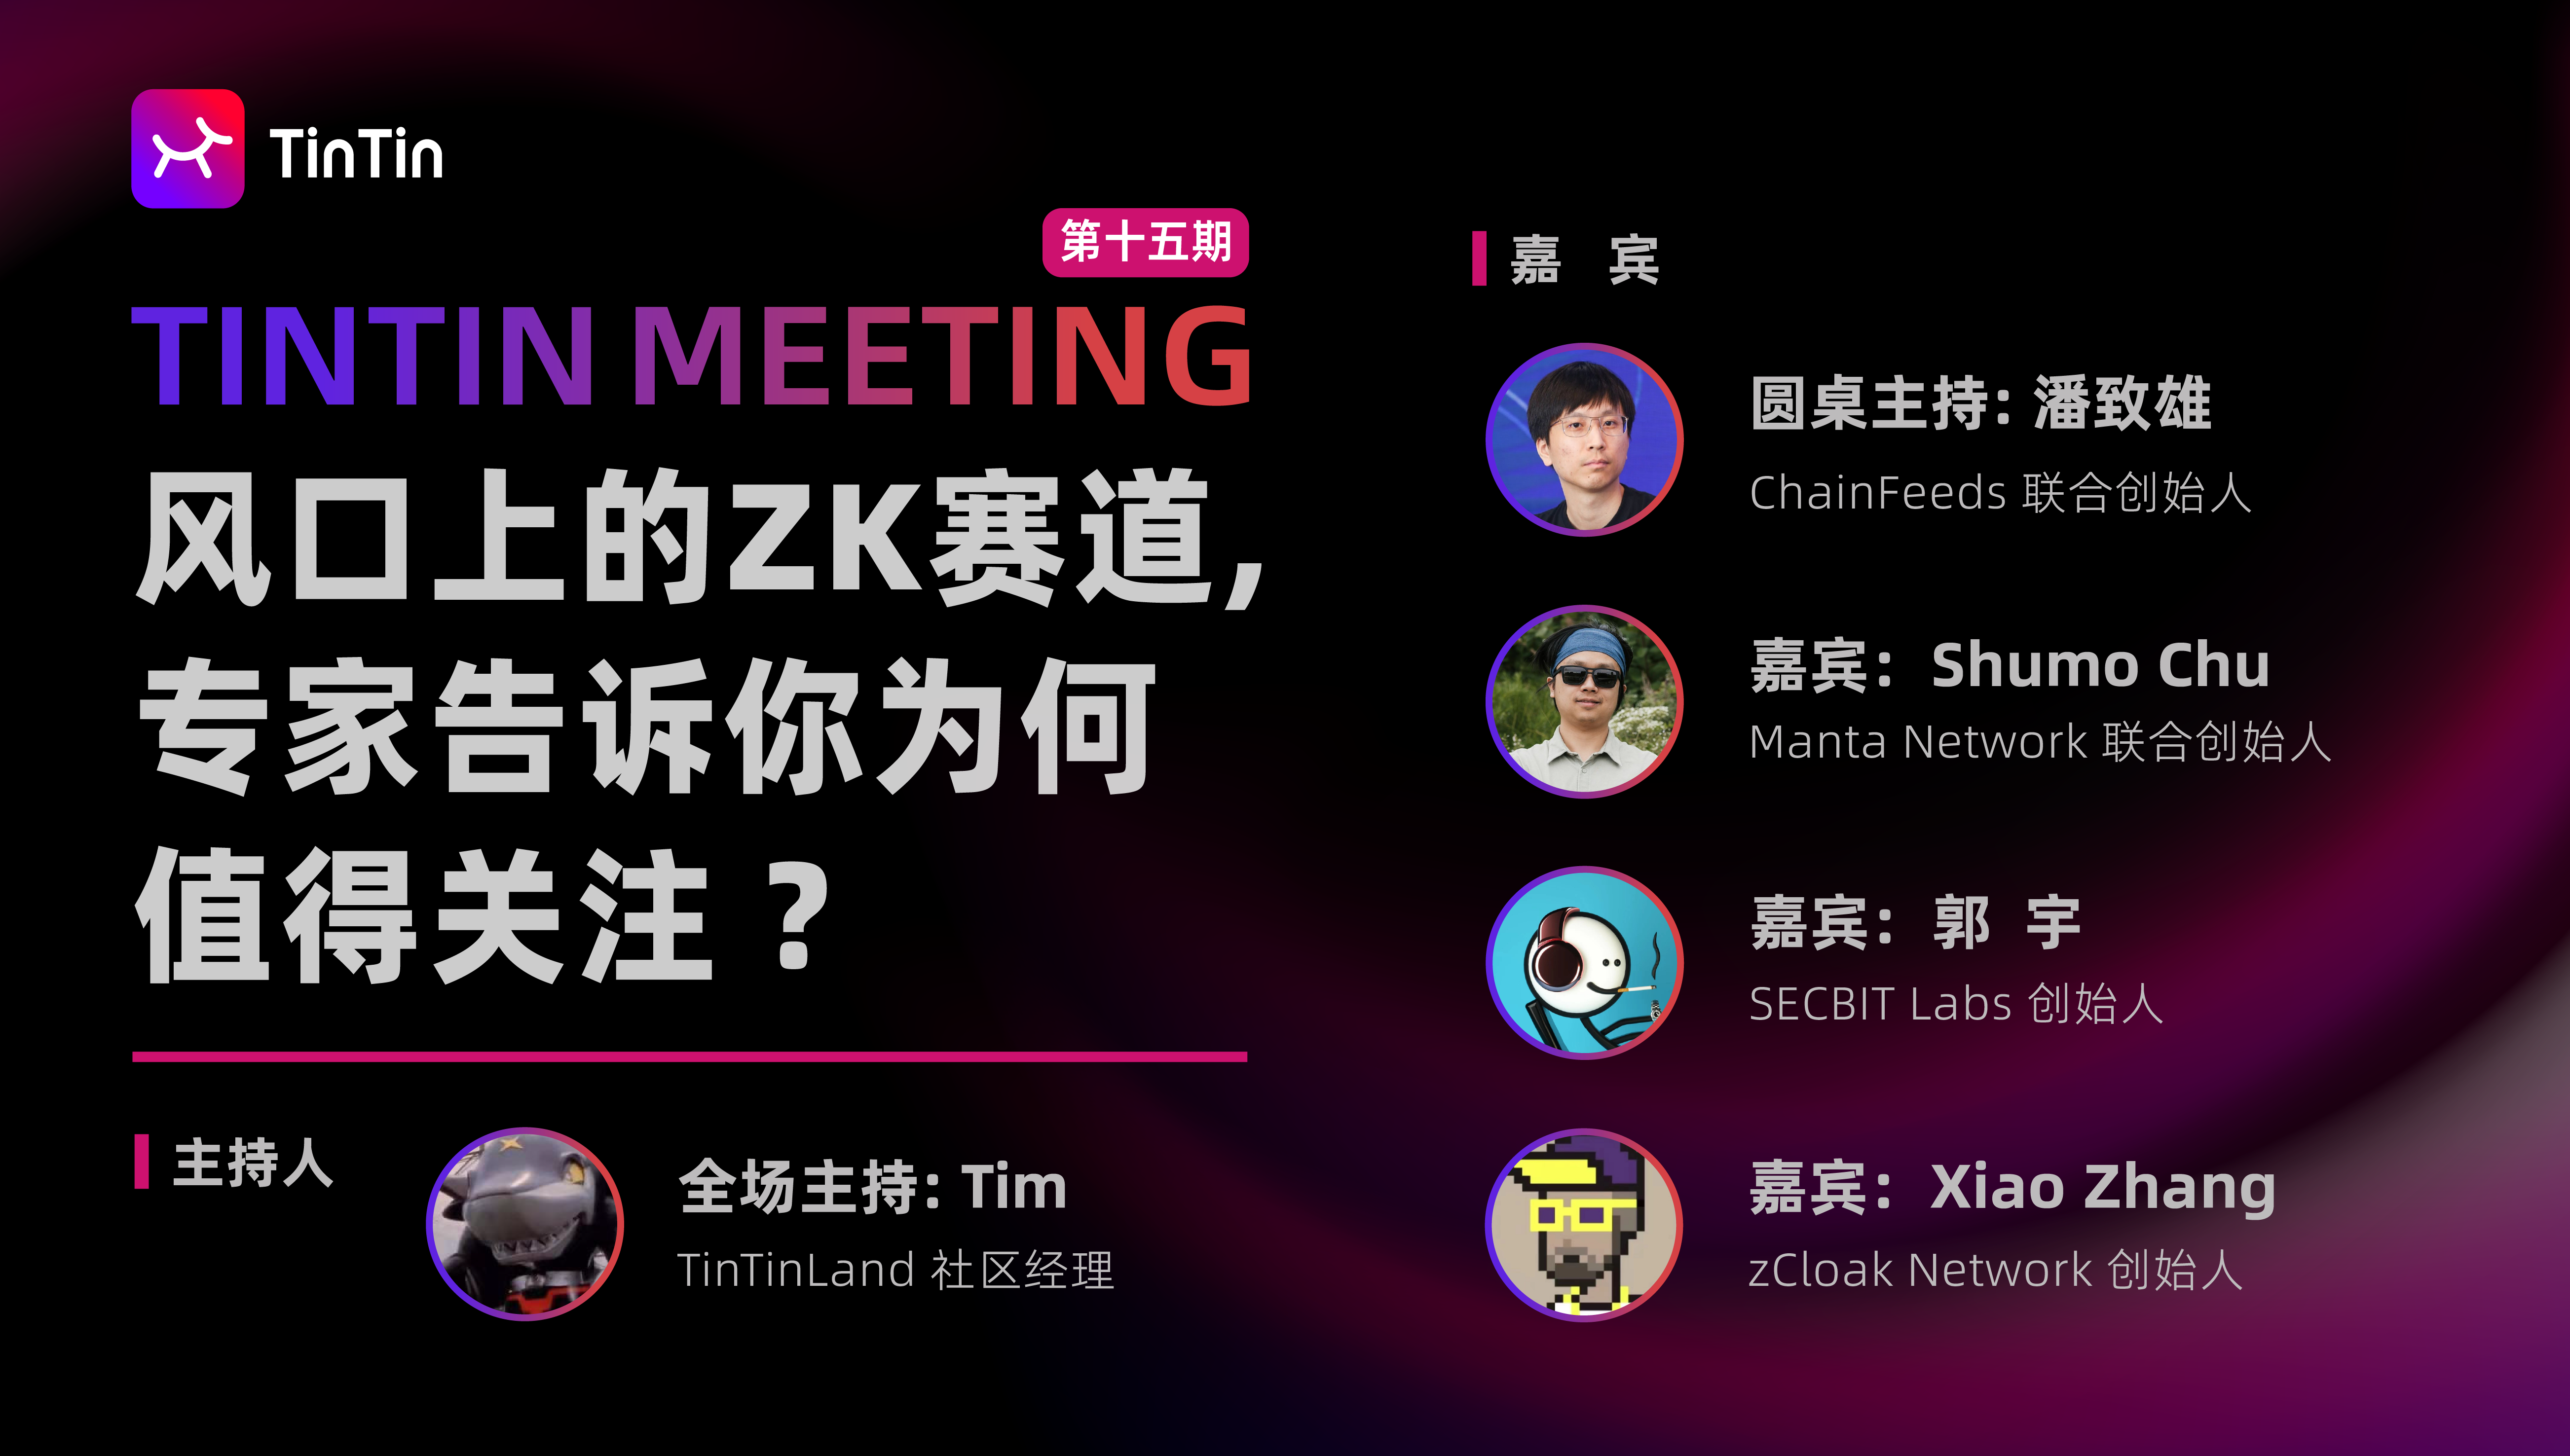 TinTin
第十五期
TINTIN MEETING
风口上的ZK赛道,
专家告诉你为何
值得关注?
主持人
全场主持: Tim
TinTinLand 社区经理
嘉 宾
圆桌主持: 潘致雄
ChainFeeds 联合创始人
嘉宾: Shumo Chu
Manta Network 联合创始人
嘉宾: 郭 宇
SECBIT Labs 创始人
嘉宾: Xiao Zhang
zCloak Network 创始人